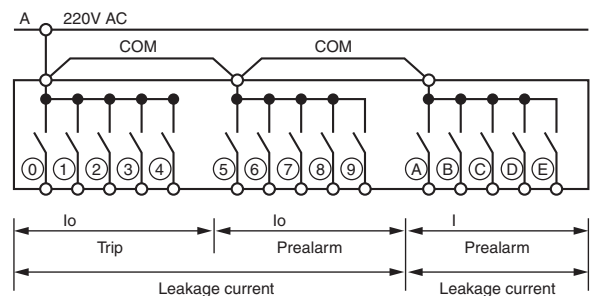 A 220V AC
COM COM
0 1 2 3 4 5 6 7 8 9 A B C D E
Io Io I
Trip Prealarm Prealarm
Leakage current Leakage current